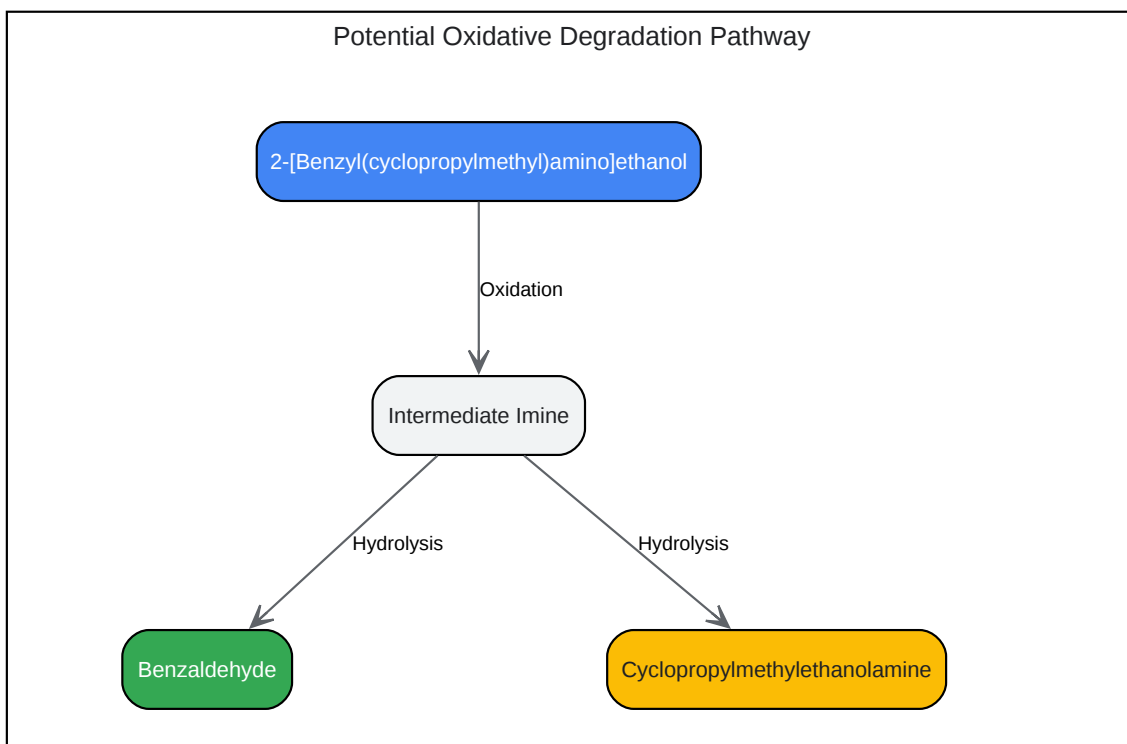 Potential Oxidative Degradation Pathway
2-[Benzyl(cyclopropylmethyl)amino]ethanol
Oxidation
Intermediate Imine
Hydrolysis
Hydrolysis
Benzaldehyde
Cyclopropylmethylethanolamine